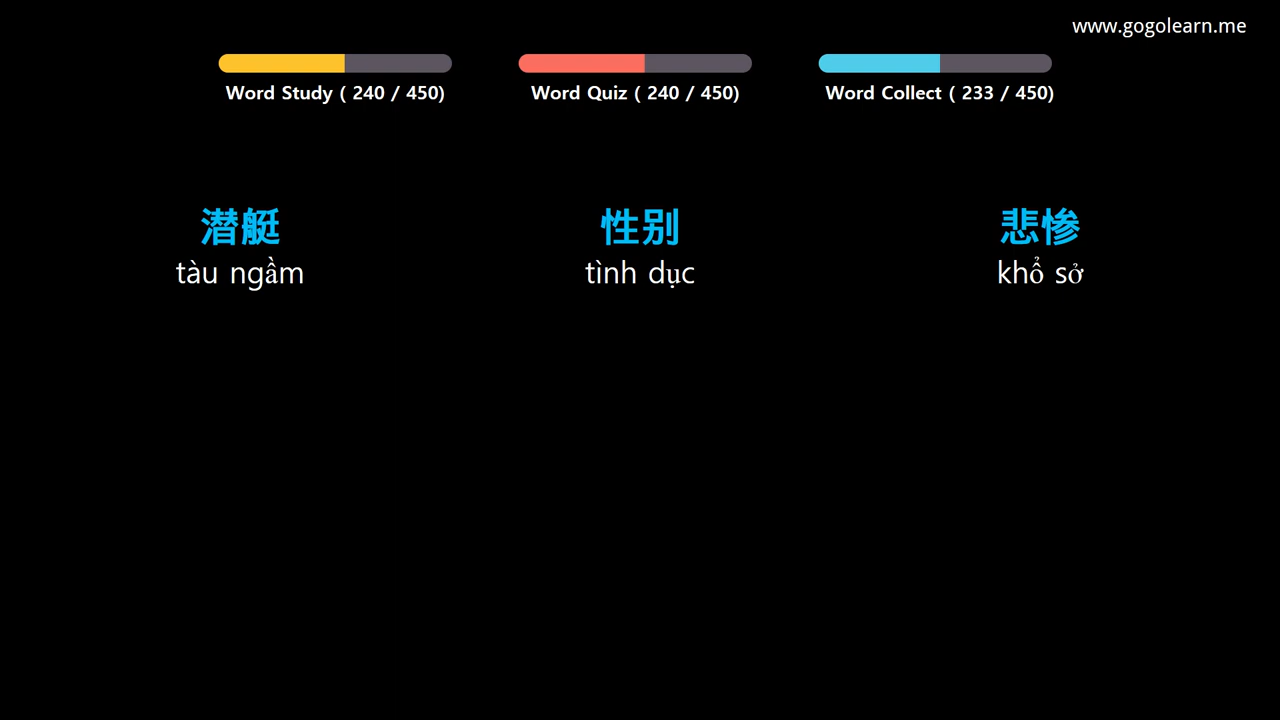 www.gogolearn.me
Word Study ( 240 / 450)
Word Quiz ( 240 / 450)
Word Collect ( 233 / 450)
潜艇
tàu ngầm
性别
tình dục
悲惨
khổ sở